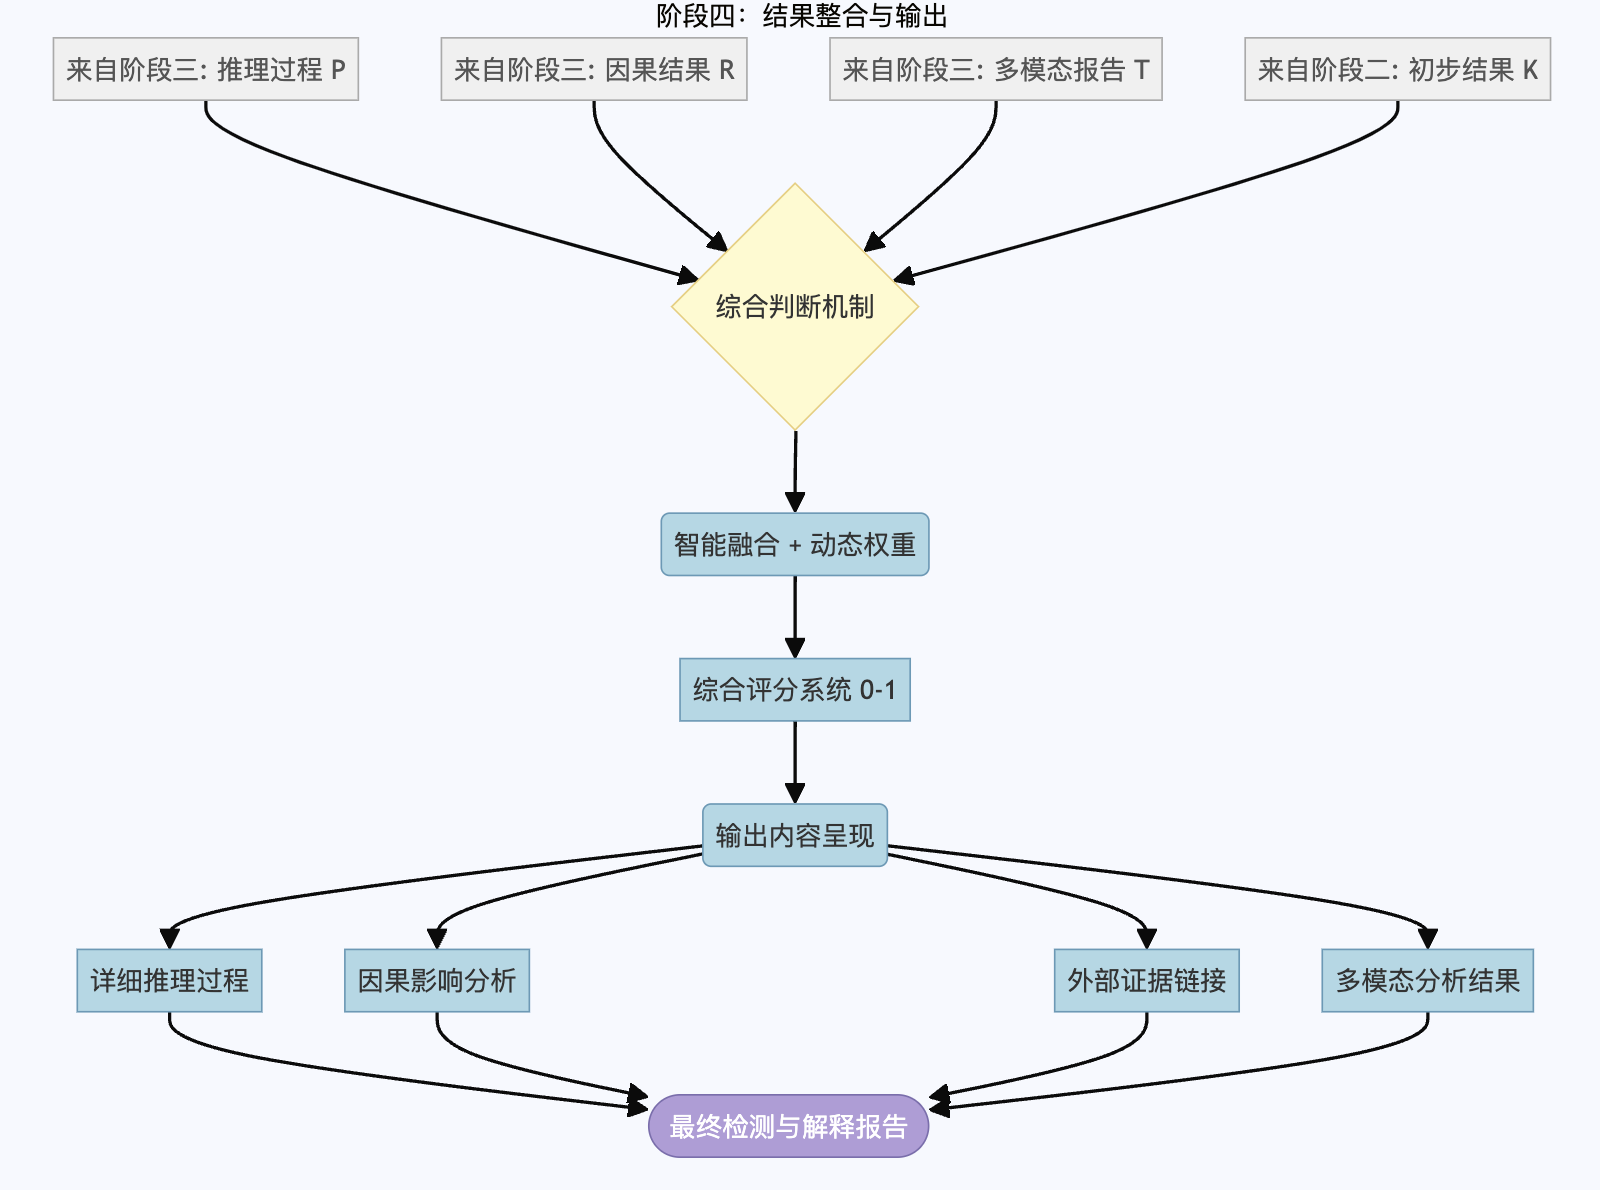 阶段四：结果整合与输出
来自阶段三: 推理过程 P
来自阶段三: 因果结果 R
来自阶段三: 多模态报告 T
来自阶段二: 初步结果 K
综合判断机制
智能融合 + 动态权重
综合评分系统 0-1
输出内容呈现
详细推理过程
因果影响分析
外部证据链接
多模态分析结果
最终检测与解释报告